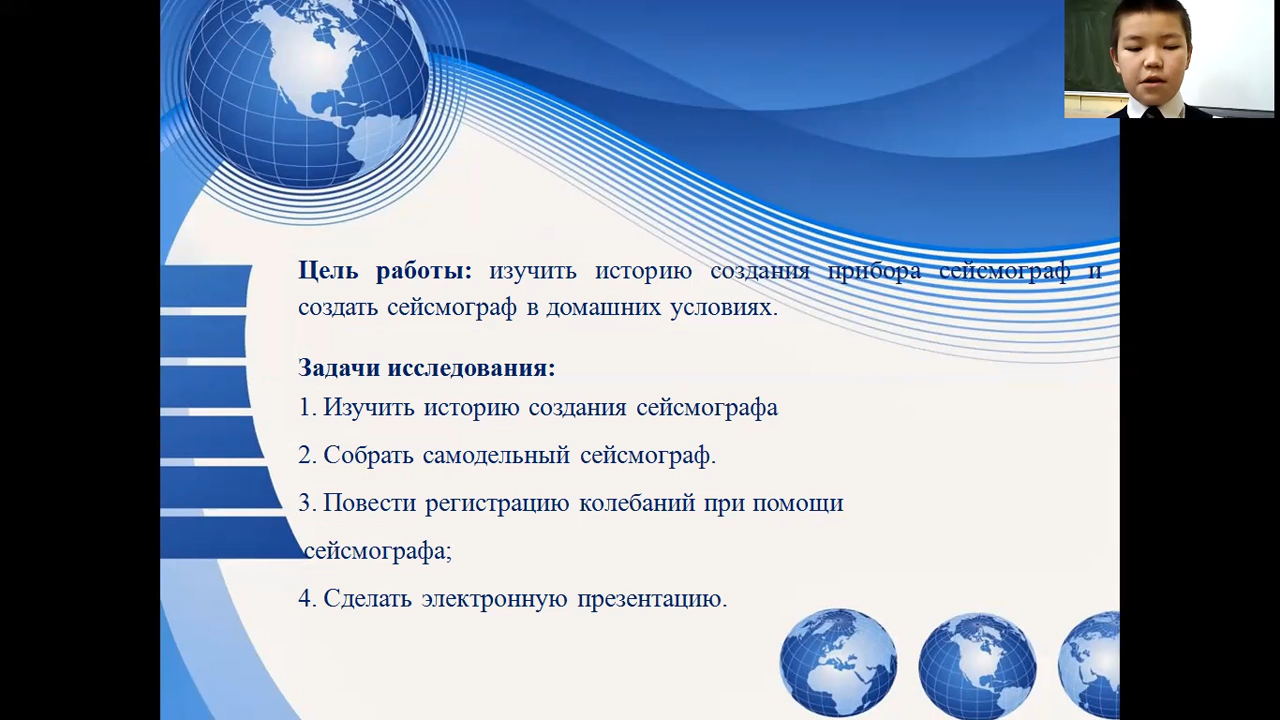 Цель работы: изучить историю создания прибора сейсмограф и
создать сейсмограф в домашних условиях.
Задачи исследования:
1. Изучить историю создания сейсмографа
2. Собрать самодельный сейсмограф.
3. Повести регистрацию колебаний при помощи
сейсмографа;
4. Сделать электронную презентацию.